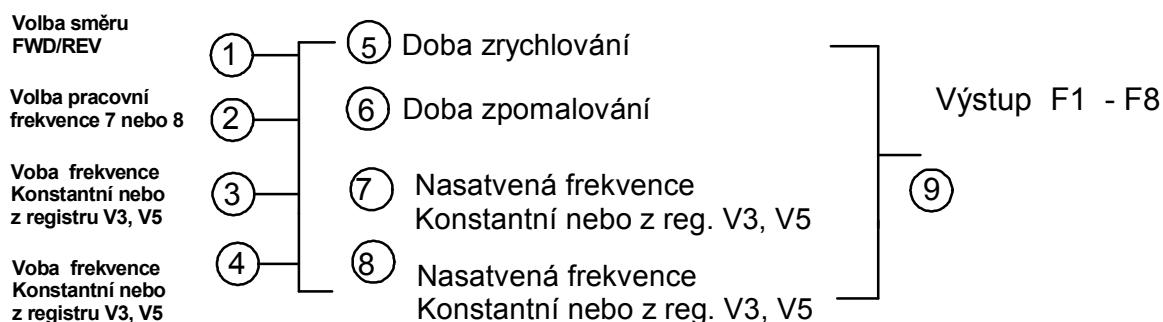 Volba směru
FWD/REV
1
Volba pracovní
frekvence 7 nebo 8
2
Voba frekvence
Konstantní nebo
z registru V3, V5
3
Voba frekvence
Konstantní nebo
z registru V3, V5
4
5 Doba zrychlování
6 Doba zpomalování
7 Nasatvená frekvence
Konstantní nebo z reg. V3, V5
8 Nasatvená frekvence
Konstantní nebo z reg. V3, V5
Výstup F1 - F8
9